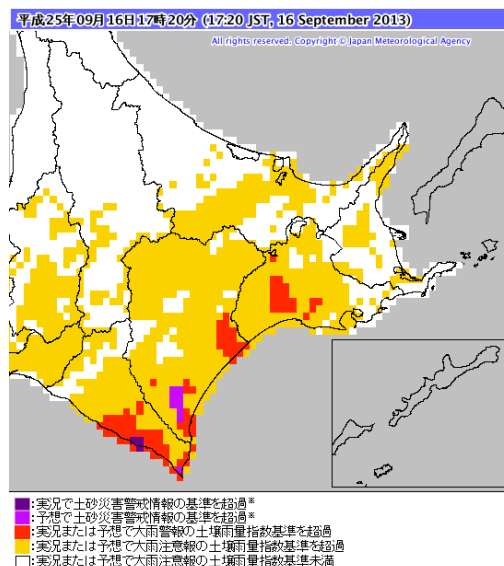 平成25年09月16日17時20分 (17:20 JST, 16 September 2013)
All rights reserved. Copyright © Japan Meteorological Agency
:実況で土砂災害警戒情報の基準を超過*
:予想で土砂災害警戒情報の基準を超過*
:実況または予想で大雨警報の土壌雨量指数基準を超過
:実況または予想で大雨注意報の土壌雨量指数基準を超過
:実況または予想で大雨注意報の土壌雨量指数基準未満